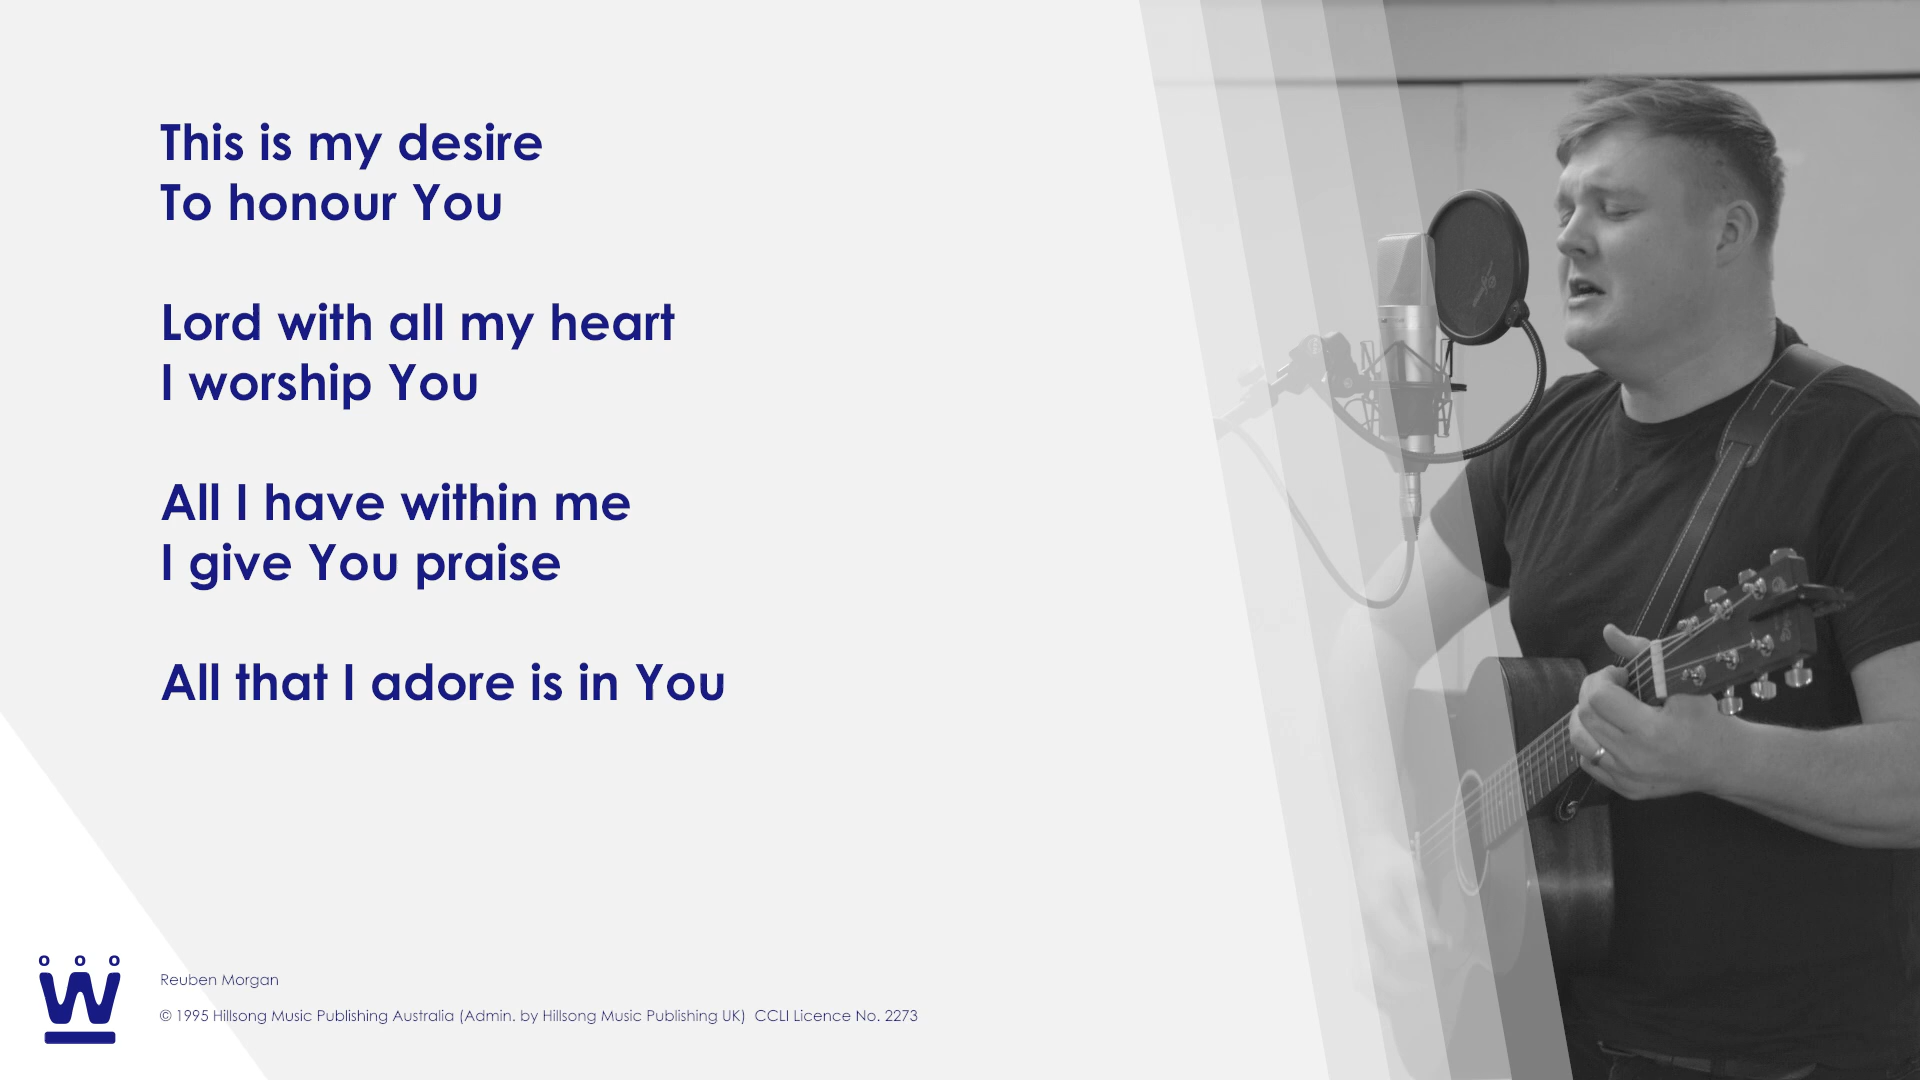 This is my desire
To honour You
Lord with all my heart
I worship You
All I have within me
I give You praise
All that I adore is in You
W
Reuben Morgan
© 1995 Hillsong Music Publishing Australia (Admin. by Hillsong Music Publishing UK)  CCLI Licence No. 2273